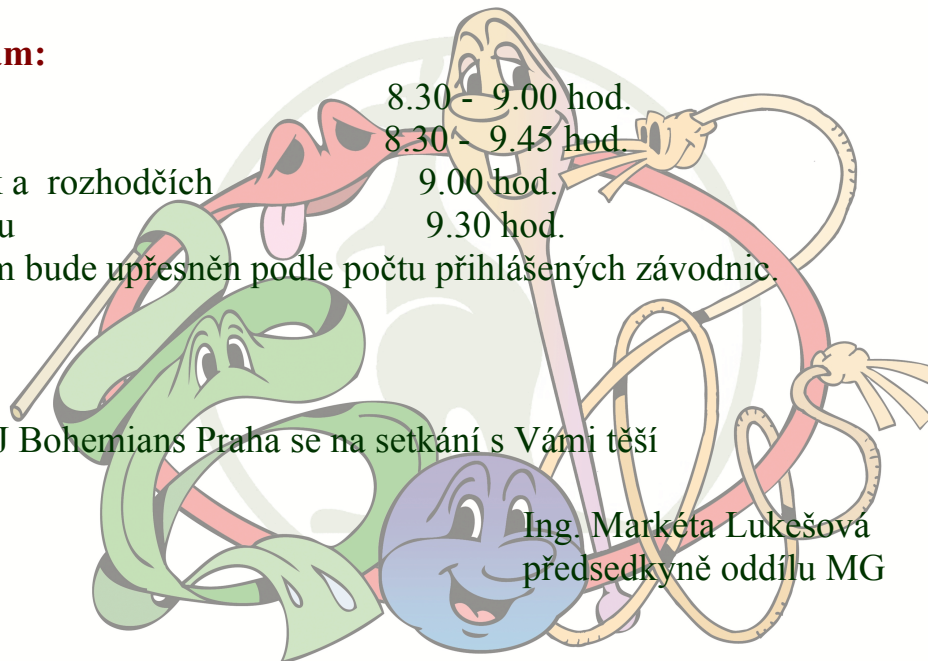 am:
8.30 - 9.00 hod.
8.30 - 9.45 hod.
a rozhodčích 9.00 hod.
u 9.30 hod.
m bude upřesněn podle počtu přihlášených závodnic.
J Bohemians Praha se na setkání s Vámi těší
Ing. Markéta Lukešová
předsedkyně oddílu MG